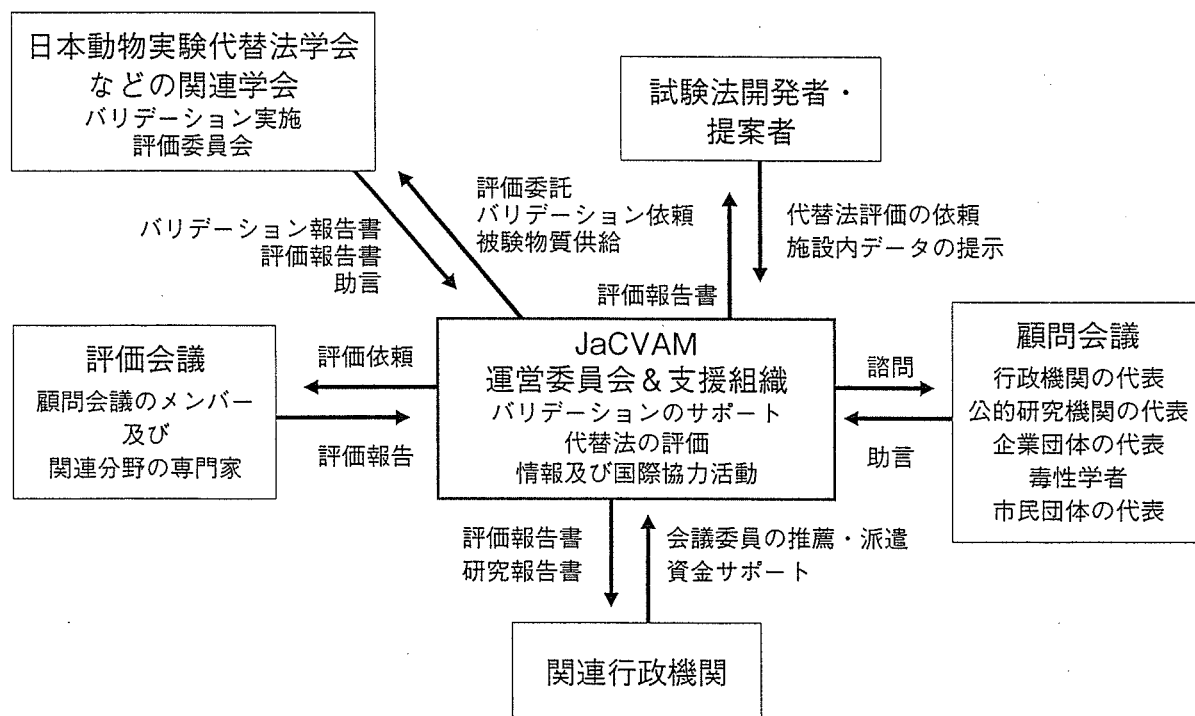 日本動物実験代替法学会
などの関連学会
バリデーション実施
評価委員会
試験法開発者・
提案者
評価委託
バリデーション依頼
被験物質供給
バリデーション報告書
評価報告書
助言
代替法評価の依頼
施設内データの提示
評価報告書
評価会議
顧問会議のメンバー
及び
関連分野の専門家
評価依頼
評価報告
JaCVAM
運営委員会&支援組織
バリデーションのサポート
代替法の評価
情報及び国際協力活動
諮問
助言
顧問会議
行政機関の代表
公的研究機関の代表
企業団体の代表
毒性学者
市民団体の代表
評価報告書
研究報告書
会議委員の推薦・派遣
資金サポート
関連行政機関